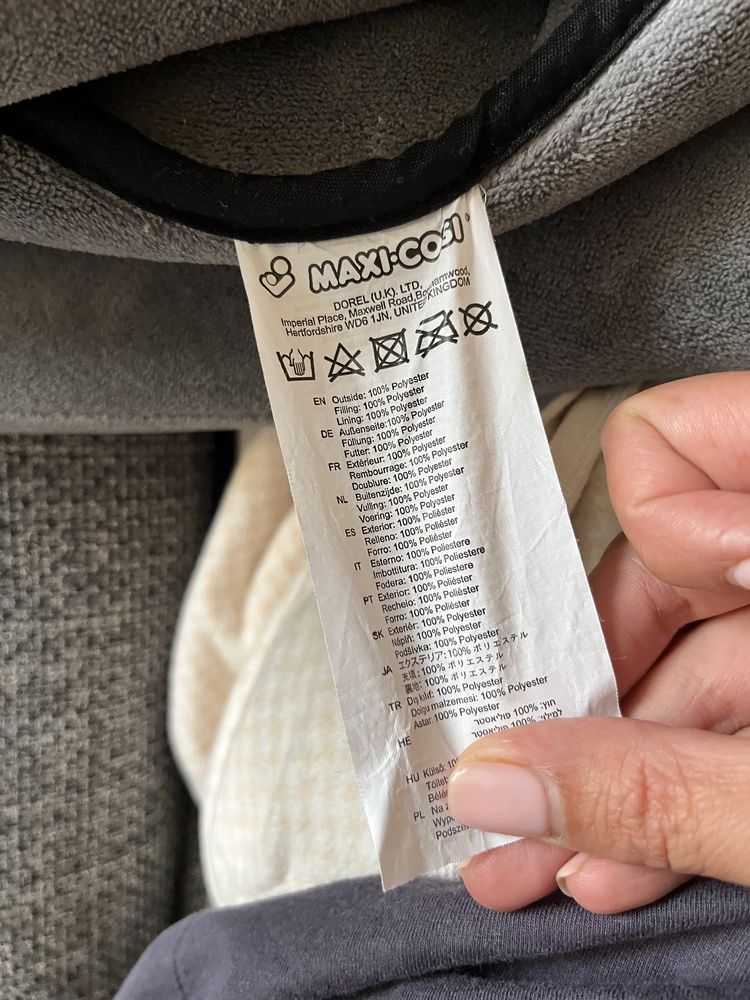 MAXI·COSI
DOREL (U.K). LTD,
Imperial Place, Maxwell Road,
Hertfordshire WD6 1JN, UNITED KINGDOM
EN Outside: 100% Polyester
Filling: 100% Polyester
Lining: 100% Polyester
DE Außenseite:100% Polyester
Füllung: 100% Polyester
Futter: 100% Polyester
FR Extérieur: 100% Polyester
Rembourrage: 100% Polyester
Doublure: 100% Polyester
NL Buitenzijde: 100% Polyester
Vulling: 100% Polyester
Voering: 100% Polyester
ES Exterior: 100% Poliéster
Relleno: 100% Poliéster
Forro: 100% Poliéster
IT Esterno: 100% Poliestere
Imbottitura: 100% Poliestere
Fodera: 100% Poliestere
PT Exterior: 100% Poliéster
Recheio: 100% Poliéster
Forro: 100% Poliéster
SK Exteriér: 100% Polyester
Náplň: 100% Polyester
Podšívka: 100% Polyester
JA エクステリア: 100% ポリエステル
充填: 100% ポリエステル
裏地: 100% ポリエステル
TR Dış kılıf: 100% Polyester
Dolgu malzemesi: 100% Polyester
Astar: 100% Polyester
HE חוץ: 100% פוליאסטר
למילוי: 100% פוליאסטר
HU Külső:
PL Na